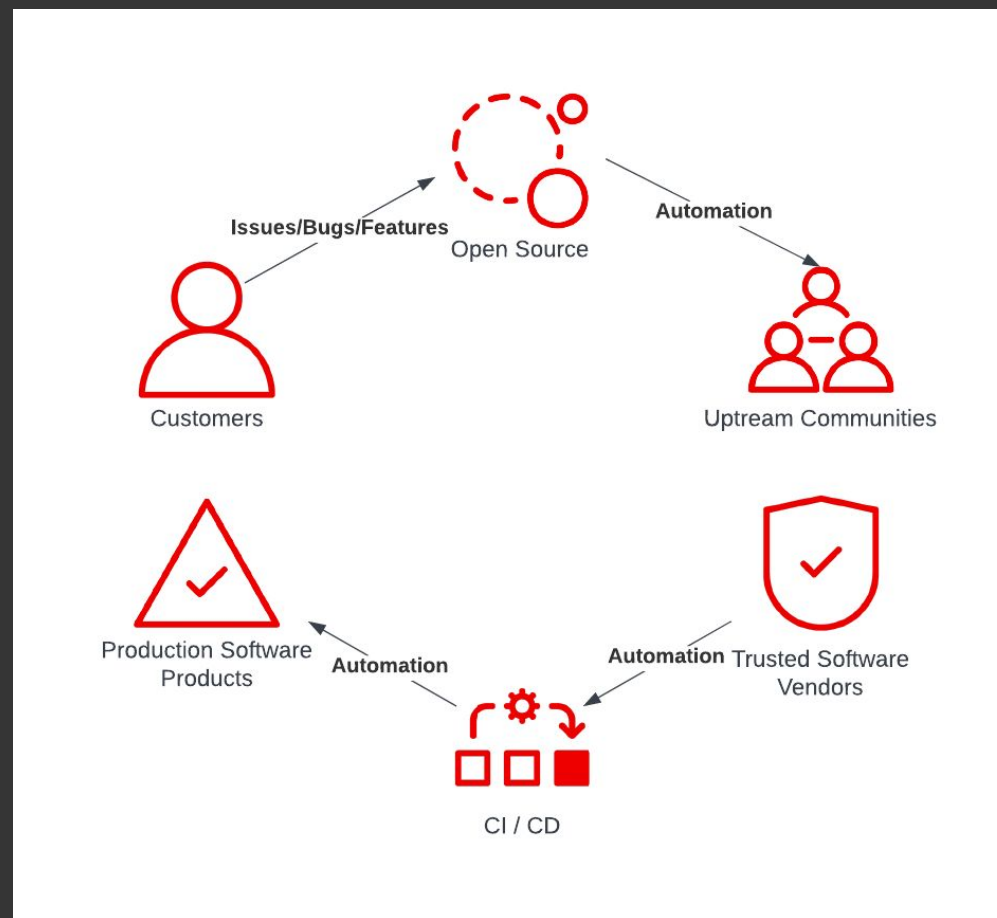 Issues/Bugs/Features
Open Source
Automation
Customers
Uptream Communities
Production Software
Products
Automation
Automation
Trusted Software
Vendors
CI / CD